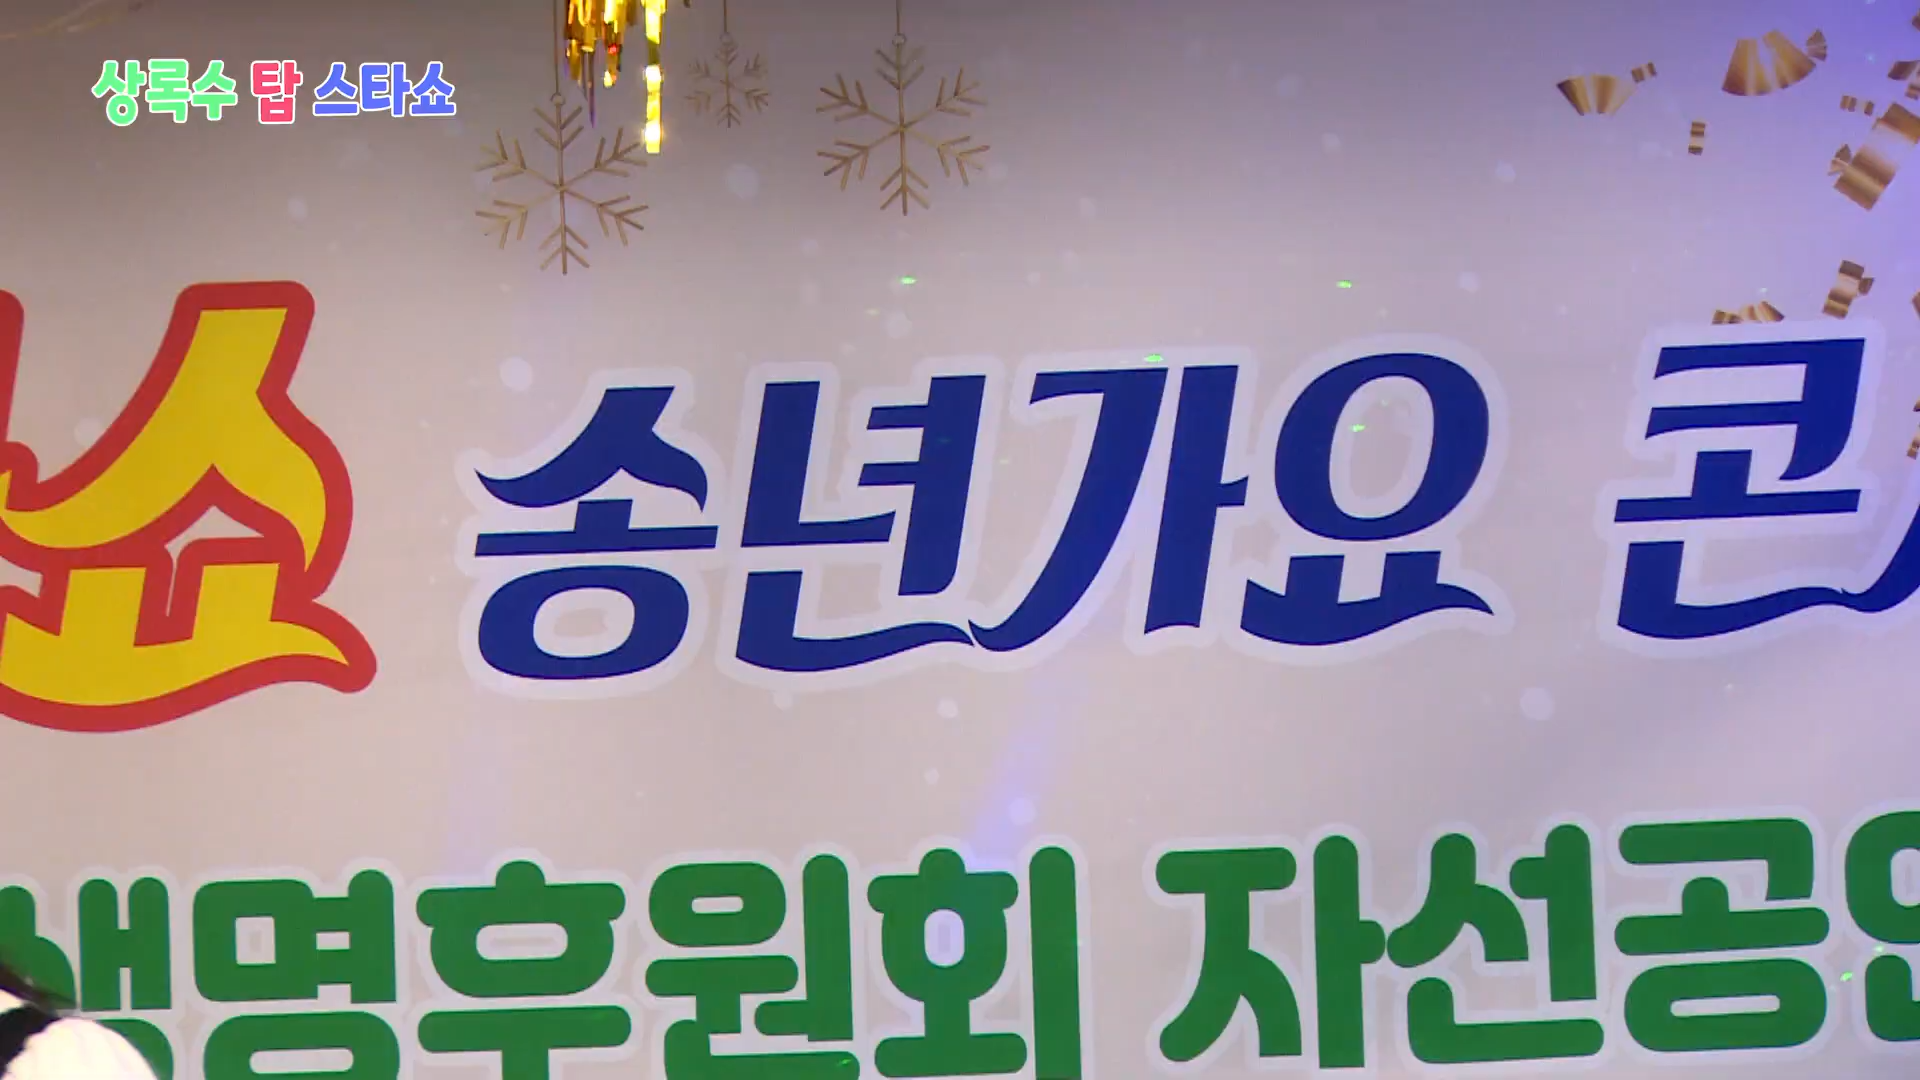 상록수 탑 스타쇼
쇼 송년가요
생명후원회 자선공